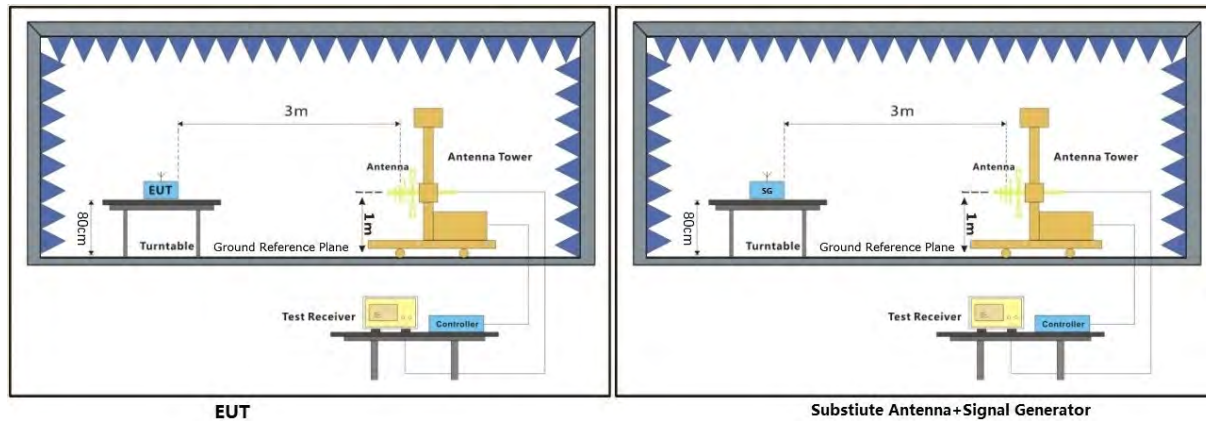 3m
Antenna Tower
Antenna
EUT
80cm
1m
Turntable
Ground Reference Plane
Test Receiver
Controller
EUT
3m
Antenna Tower
Antenna
SG
80cm
1m
Turntable
Ground Reference Plane
Test Receiver
Controller
Substiute Antenna+Signal Generator